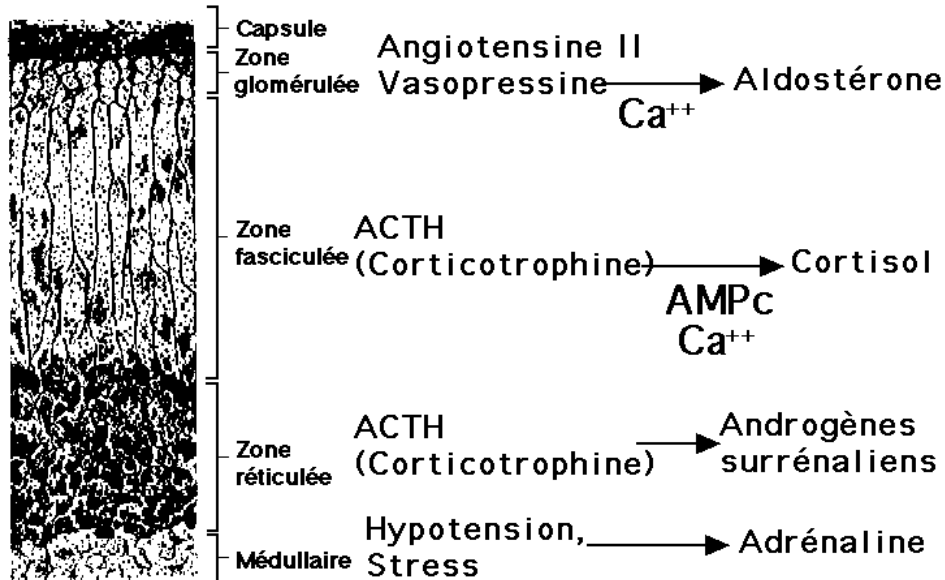 Capsule
Zone
glomérulée
Angiotensine II
Vasopressine
Ca++
Aldostérone
Zone
fasciculée
ACTH
(Corticotrophine)
AMPc
Ca++
Cortisol
Zone
réticulée
ACTH
(Corticotrophine)
Androgènes
surrénaliens
Médullaire
Hypotension,
Stress
Adrénaline